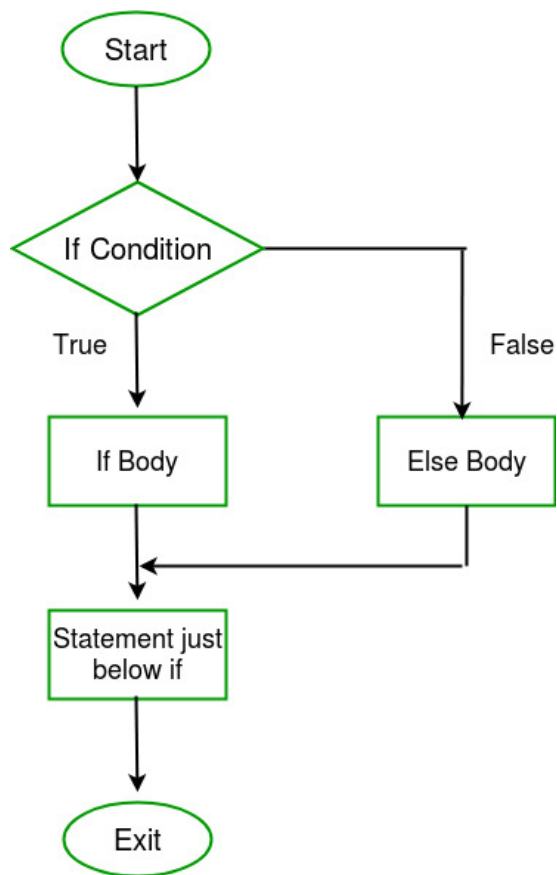 Start
If Condition
True
False
If Body
Else Body
Statement just
below if
Exit